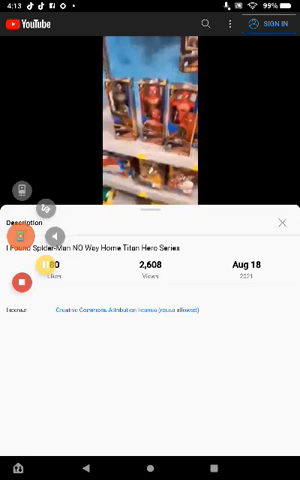 4:13
99%
YouTube
SIGN IN
Description
I Found Spider-Man NO Way Home Titan Hero Series
80
2,608
Aug 18
Likes
Views
2021
License
Creative Commons Attribution license (reuse allowed)